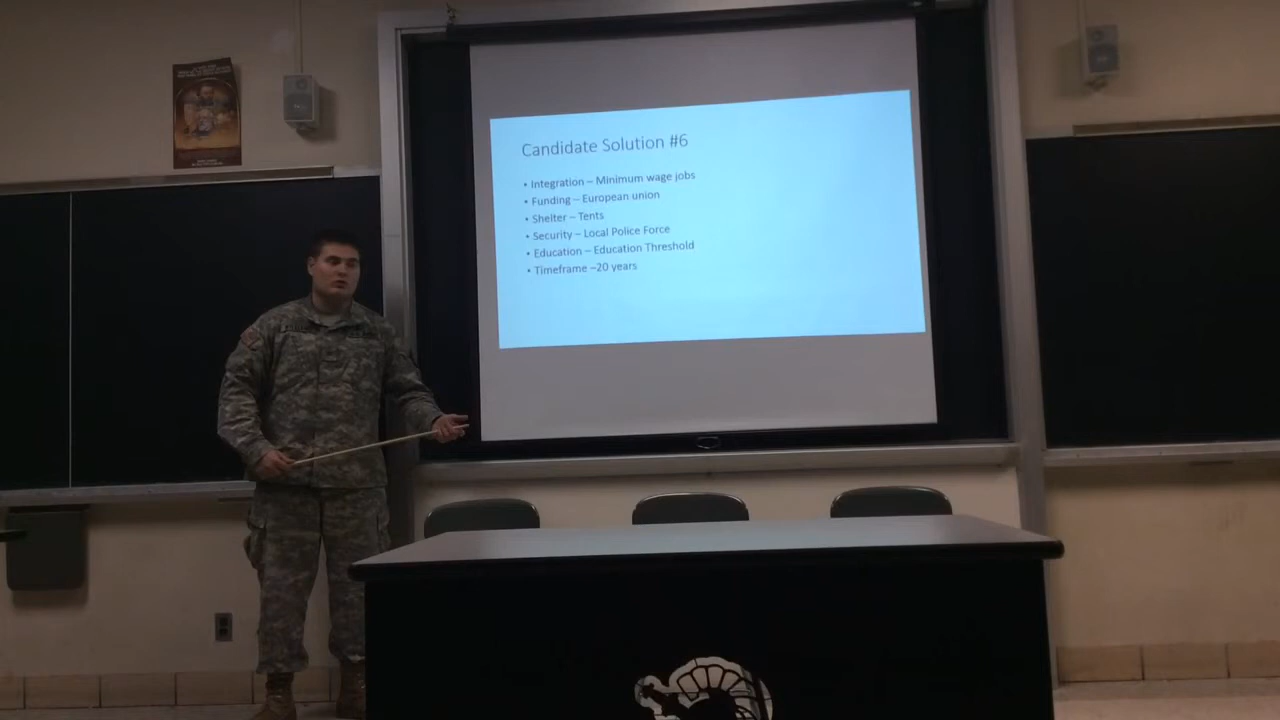 Candidate Solution #6
• Integration – Minimum wage jobs
• Funding – European union
• Shelter – Tents
• Security – Local Police Force
• Education – Education Threshold
• Timeframe –20 years